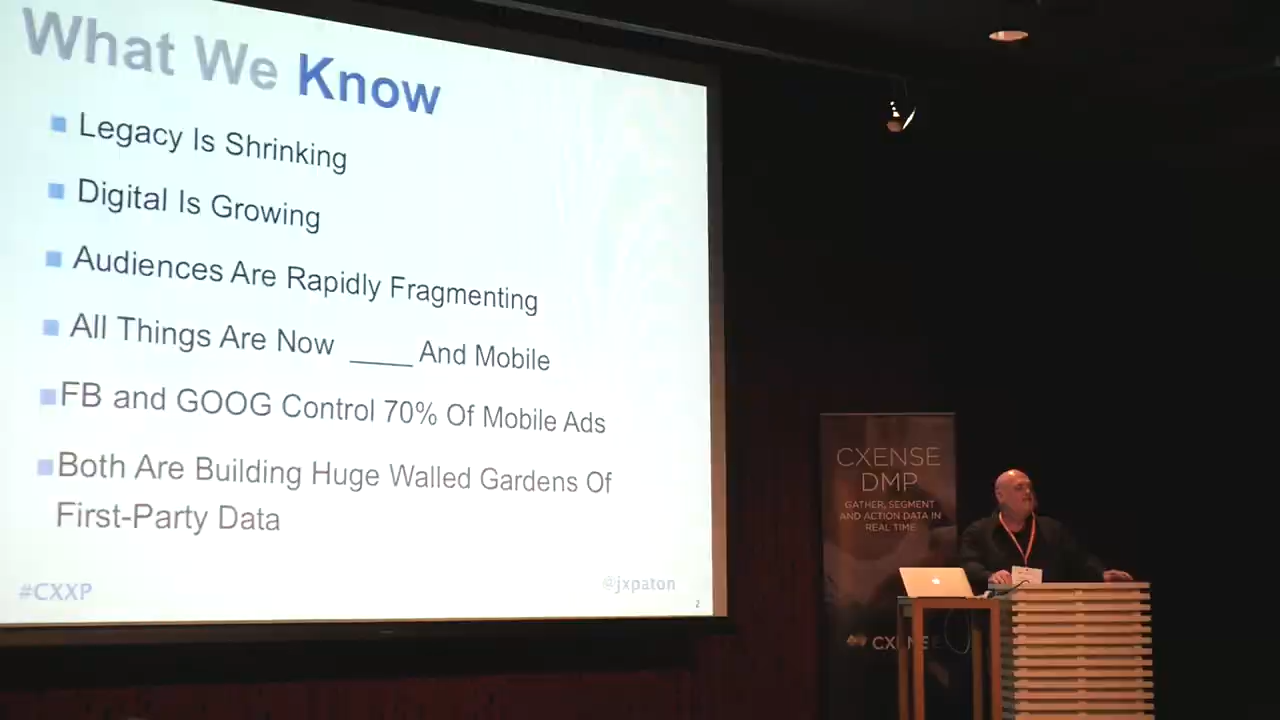 What We Know
Legacy Is Shrinking
Digital Is Growing
Audiences Are Rapidly Fragmenting
All Things Are Now ____ And Mobile
FB and GOOG Control 70% Of Mobile Ads
Both Are Building Huge Walled Gardens Of
First-Party Data
#CXXP
@jxpaton
2
CXENSE
DMP
GATHER, SEGMENT
AND ACTION DATA IN
REAL TIME
CXENSE